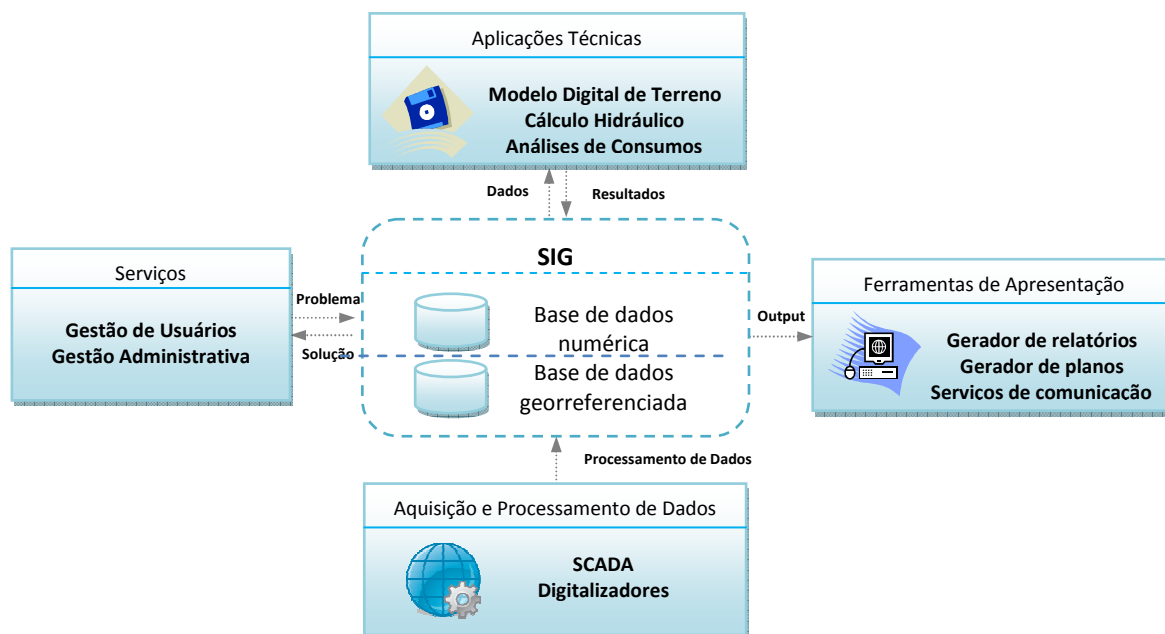 Aplicações Técnicas
Modelo Digital de Terreno
Cálculo Hidráulico
Análises de Consumos
Dados
Resultados
SIG
Serviços
Gestão de Usuários
Gestão Administrativa
Problema
Solução
Base de dados
numérica
Base de dados
georreferenciada
Output
Ferramentas de Apresentação
Gerador de relatórios
Gerador de planos
Serviços de comunicacão
Processamento de Dados
Aquisição e Processamento de Dados
SCADA
Digitalizadores